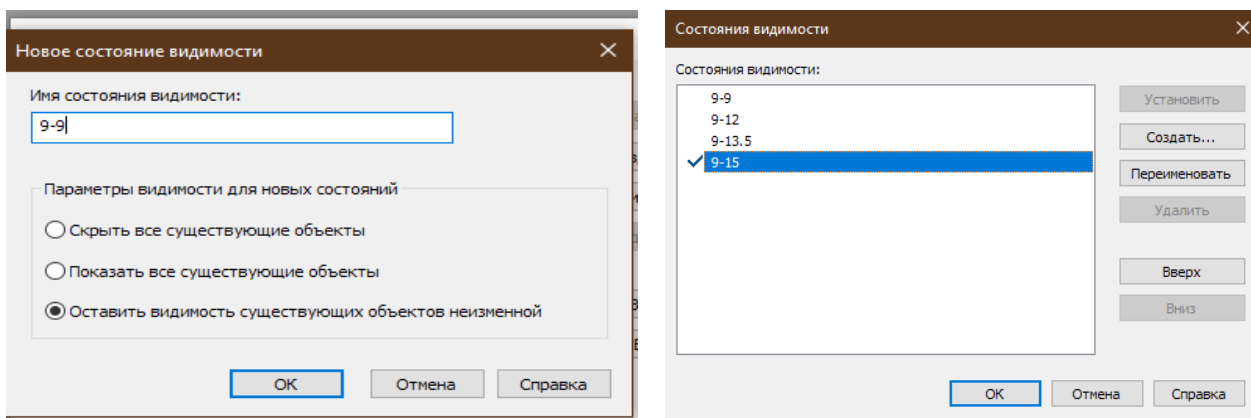 Новое состояние видимости
Имя состояния видимости:
9-9
Параметры видимости для новых состояний
Скрыть все существующие объекты
Показать все существующие объекты
Оставить видимость существующих объектов неизменной
ОК
Отмена
Справка
Состояния видимости
Состояния видимости:
9-9
9-12
9-13.5
9-15
Установить
Создать...
Переименовать
Удалить
Вверх
Вниз
ОК
Отмена
Справка